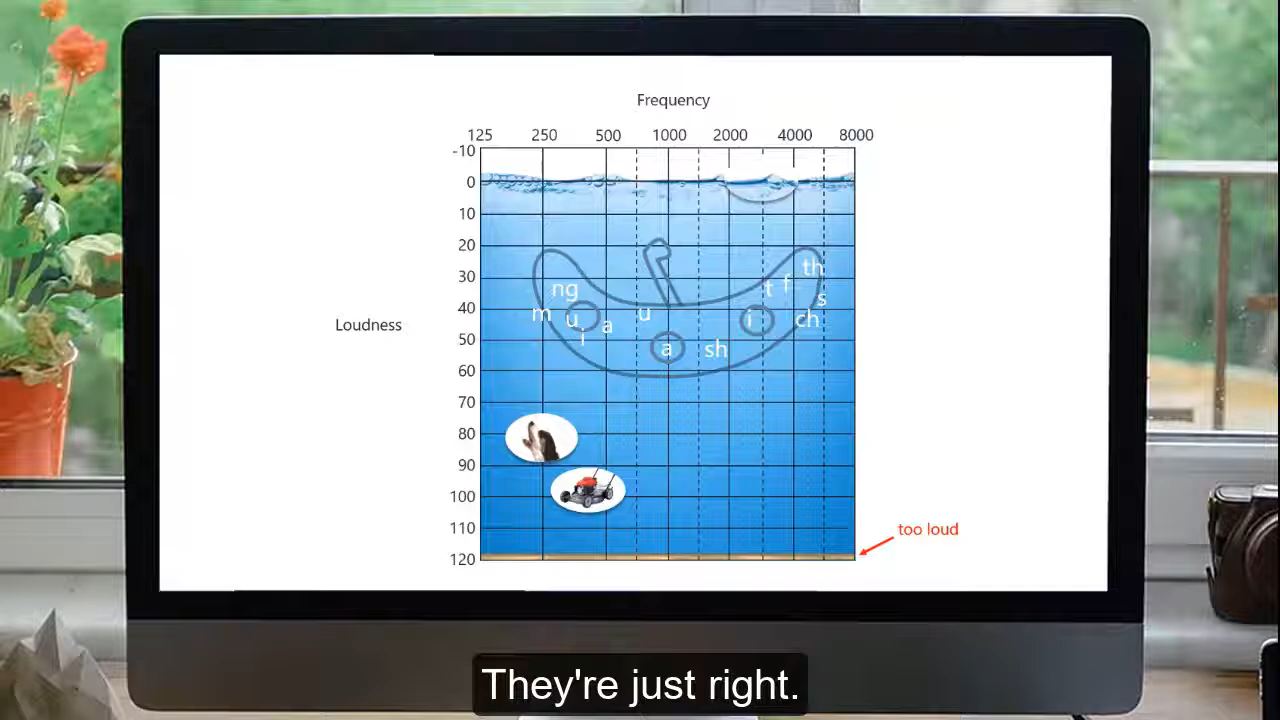 Frequency
125 250 500 1000 2000 4000 8000
-10
0
10
20
30
40
50
60
70
80
90
100
110
120
Loudness
ng
m
u
i
a
u
a
sh
i
t
f
th
s
ch
too loud
They're just right.